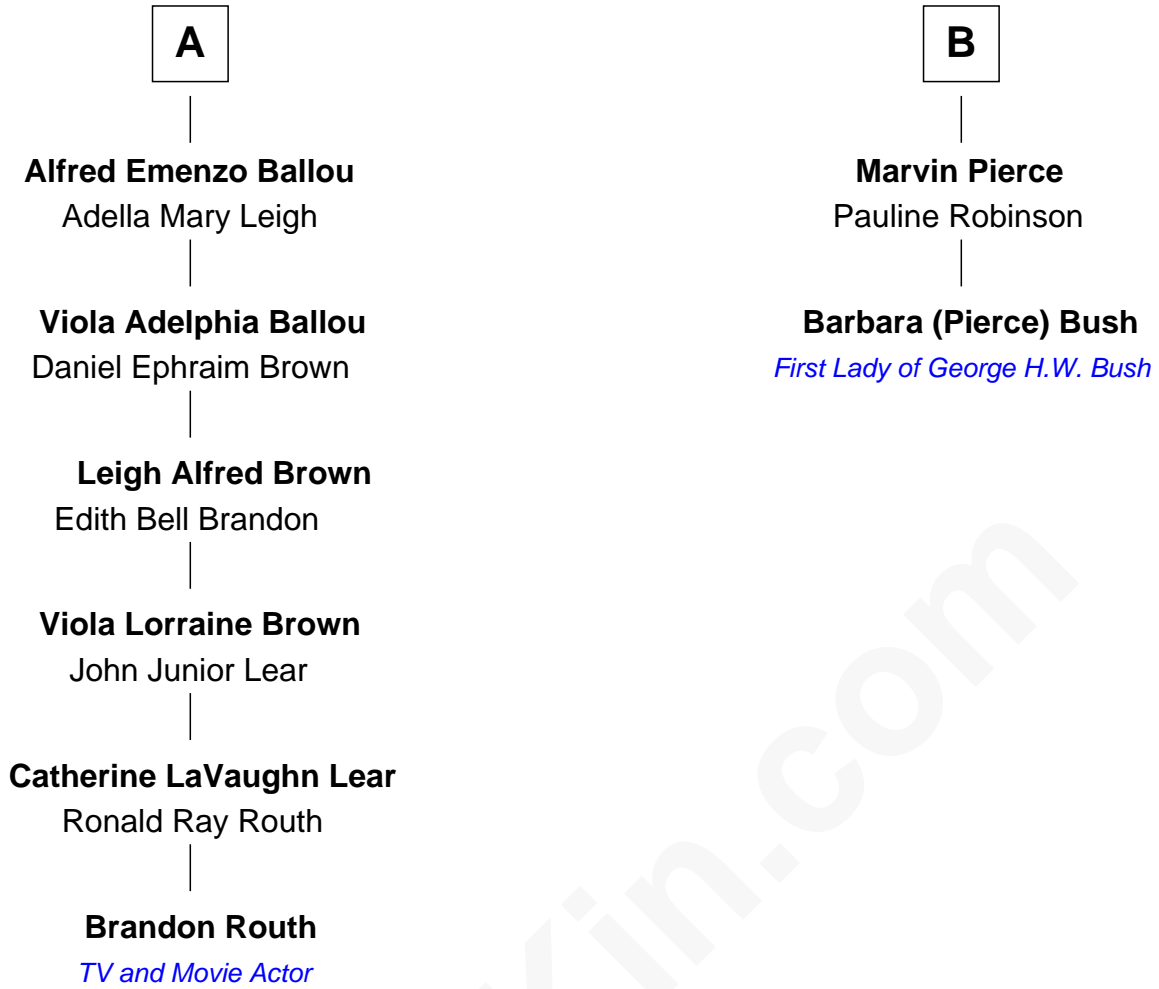 A
Alfred Emenzo Ballou
Adella Mary Leigh
Viola Adelphia Ballou
Daniel Ephraim Brown
Leigh Alfred Brown
Edith Bell Brandon
Viola Lorraine Brown
John Junior Lear
Catherine LaVaughn Lear
Ronald Ray Routh
Brandon Routh
TV and Movie Actor
B
Marvin Pierce
Pauline Robinson
Barbara (Pierce) Bush
First Lady of George H.W. Bush
Kin.com